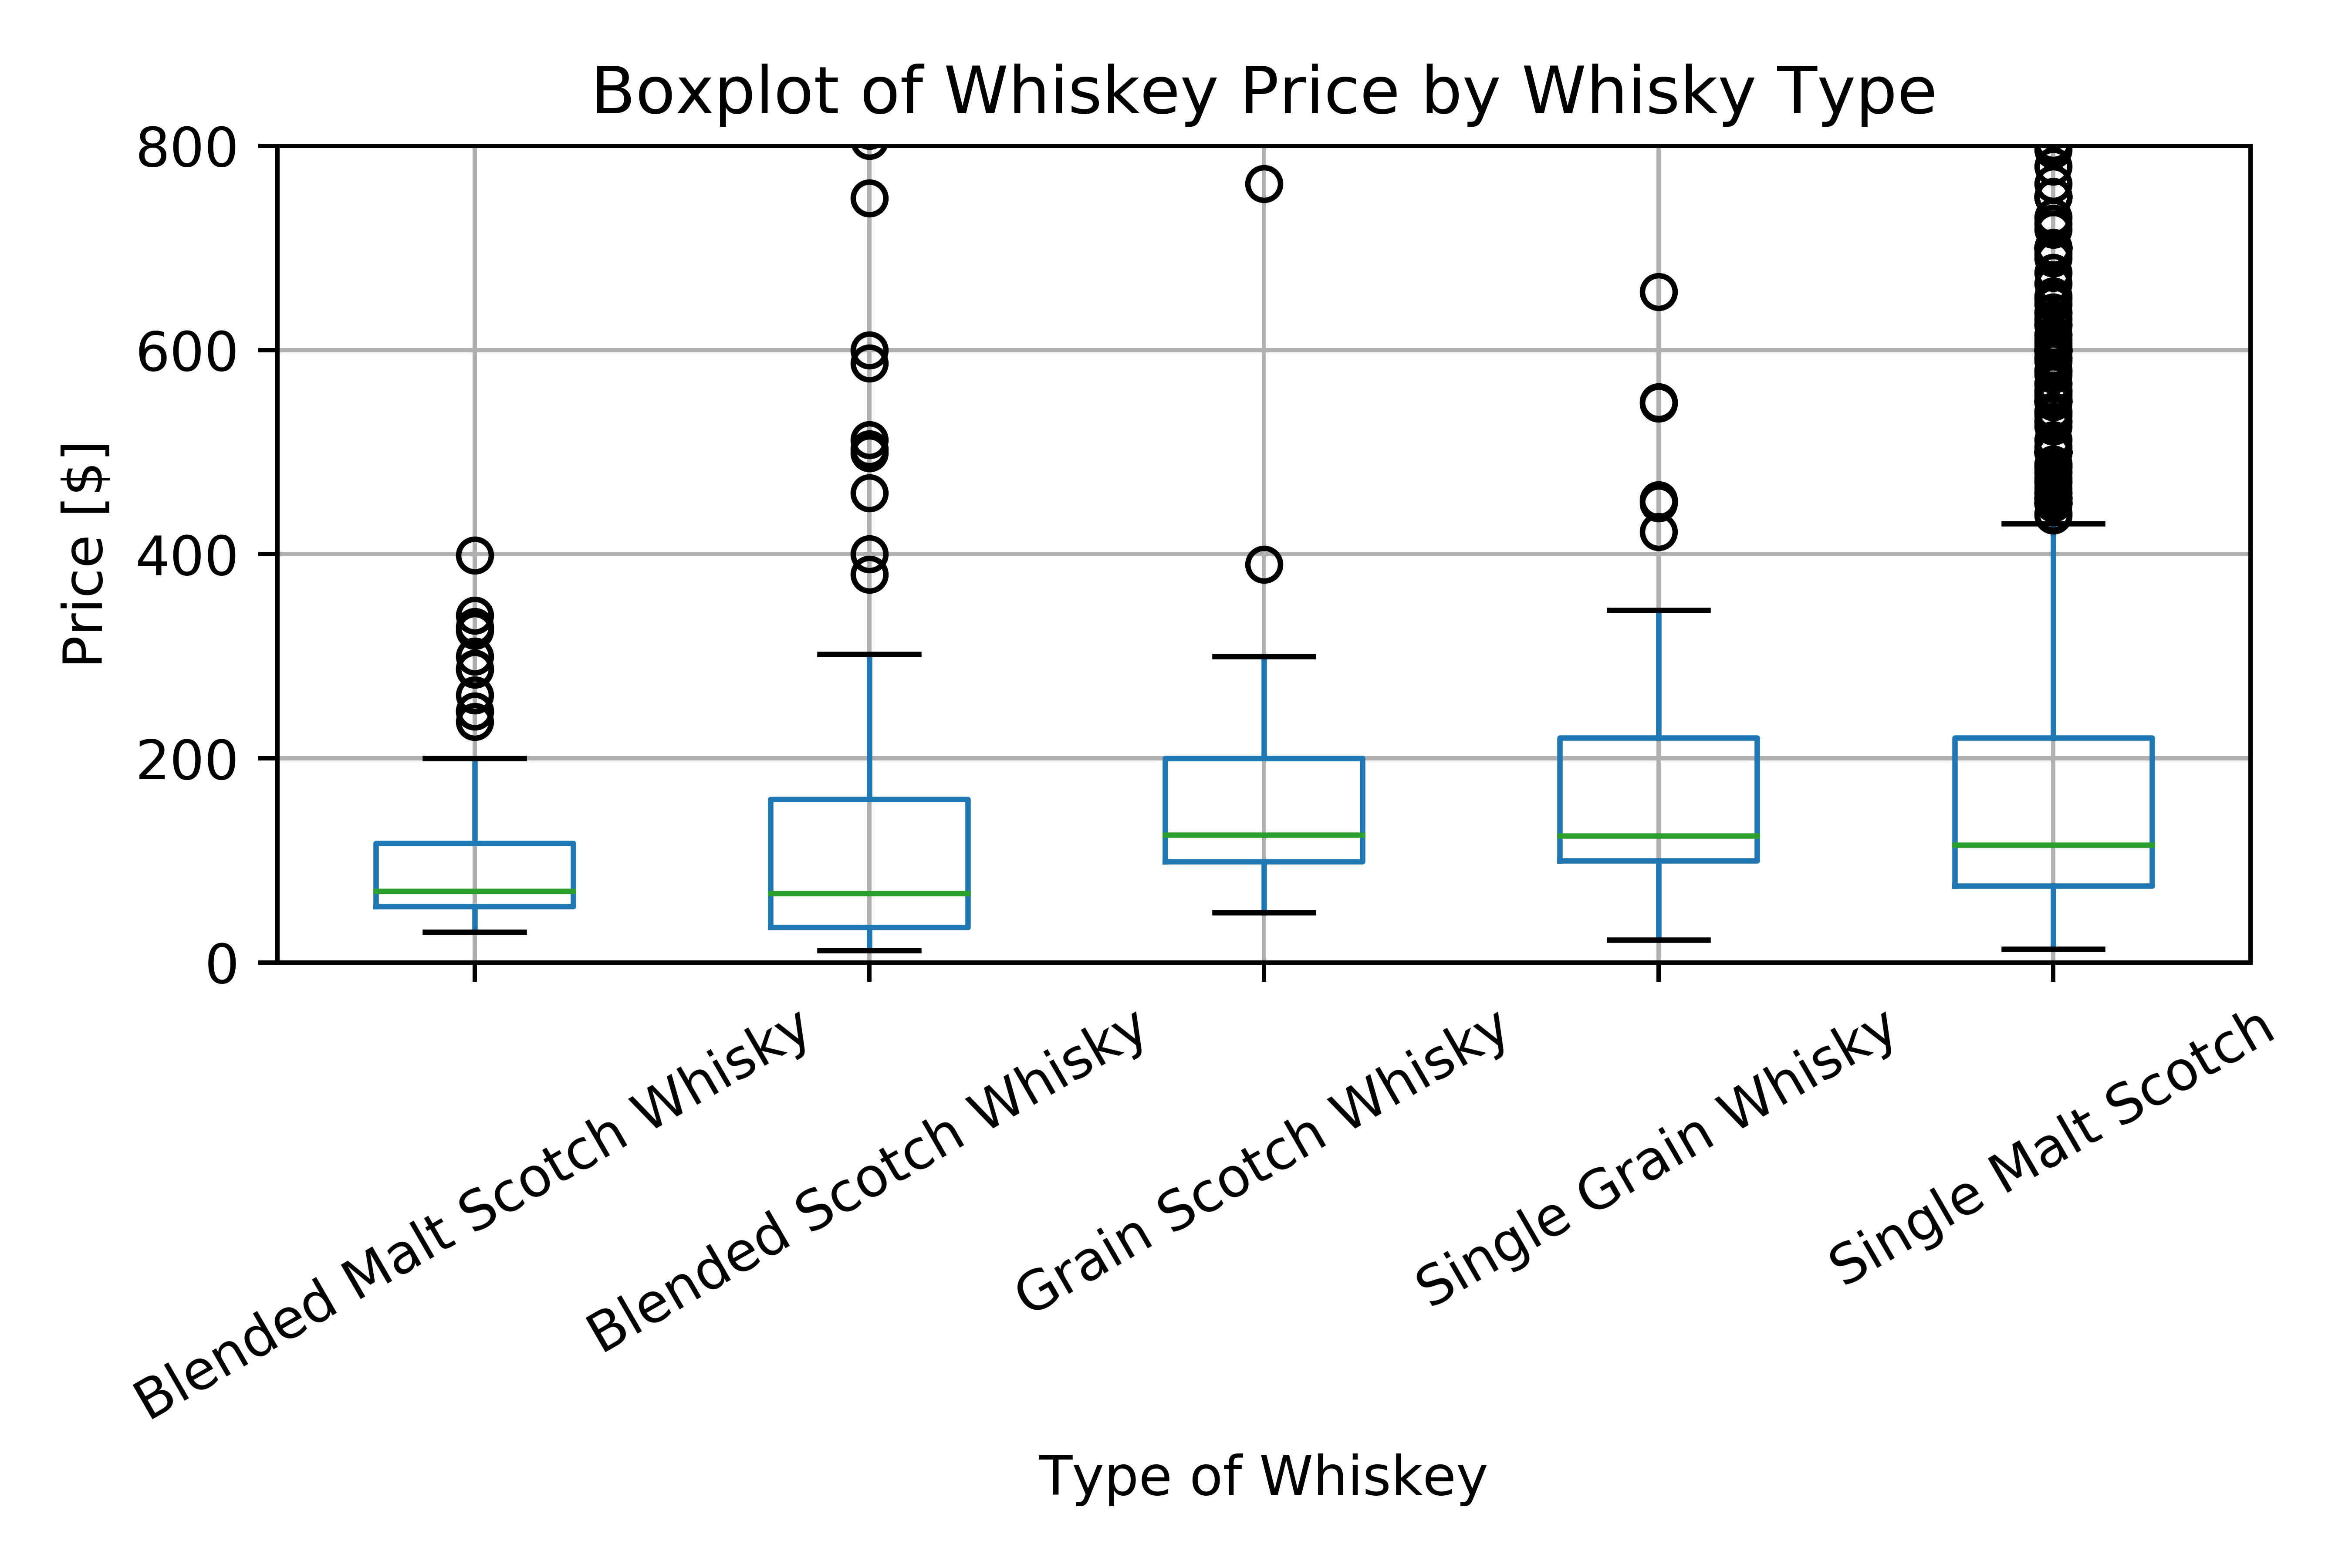 Boxplot of Whiskey Price by Whisky Type
800
600
400
200
0
Price [$]
Blended Malt Scotch Whisky
Blended Scotch Whisky
Grain Scotch Whisky
Single Grain Whisky
Single Malt Scotch
Type of Whiskey